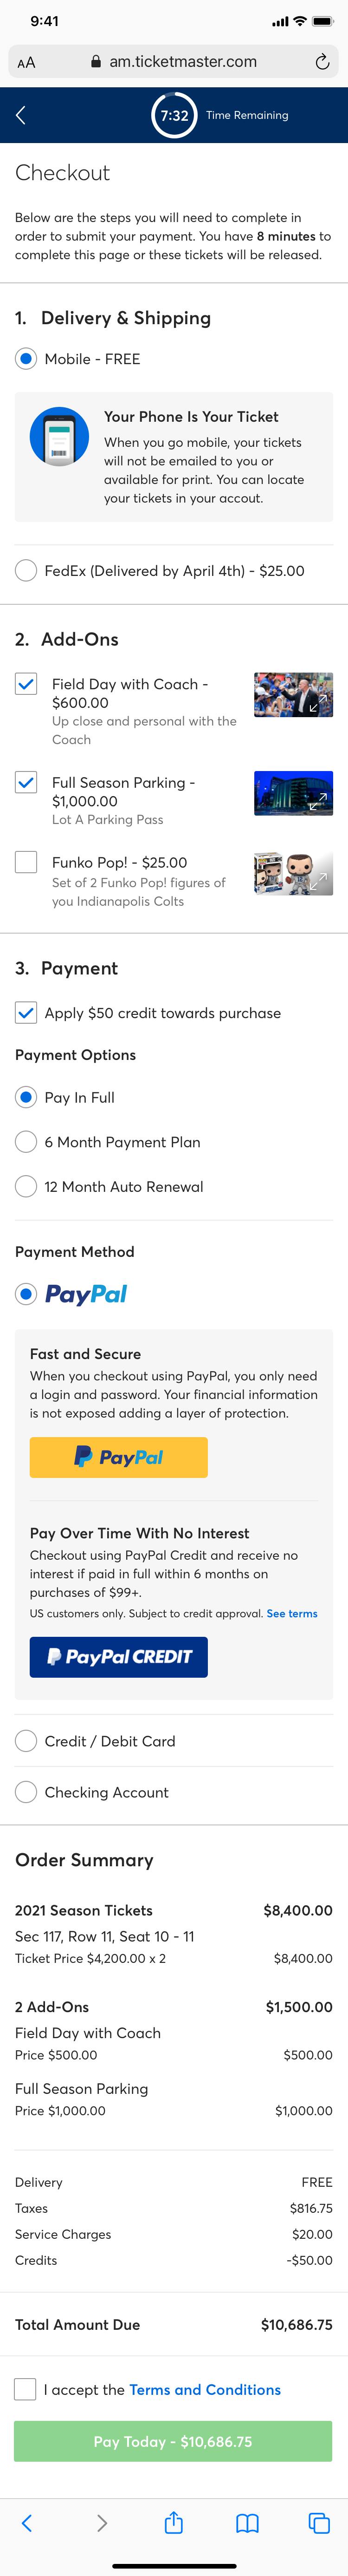 9:41
AA am.ticketmaster.com
7:32 Time Remaining
Checkout
Below are the steps you will need to complete in
order to submit your payment. You have 8 minutes to
complete this page or these tickets will be released.
1. Delivery & Shipping
Mobile - FREE
Your Phone Is Your Ticket
When you go mobile, your tickets
will not be emailed to you or
available for print. You can locate
your tickets in your accout.
FedEx (Delivered by April 4th) - $25.00
2. Add-Ons
Field Day with Coach -
$600.00
Up close and personal with the
Coach
Full Season Parking -
$1,000.00
Lot A Parking Pass
Funko Pop! - $25.00
Set of 2 Funko Pop! figures of
you Indianapolis Colts
3. Payment
Apply $50 credit towards purchase
Payment Options
Pay In Full
6 Month Payment Plan
12 Month Auto Renewal
Payment Method
PayPal
Fast and Secure
When you checkout using PayPal, you only need
a login and password. Your financial information
is not exposed adding a layer of protection.
PayPal
Pay Over Time With No Interest
Checkout using PayPal Credit and receive no
interest if paid in full within 6 months on
purchases of $99+.
US customers only. Subject to credit approval. See terms
PayPal CREDIT
Credit / Debit Card
Checking Account
Order Summary
2021 Season Tickets $8,400.00
Sec 117, Row 11, Seat 10 - 11
Ticket Price $4,200.00 x 2 $8,400.00
2 Add-Ons $1,500.00
Field Day with Coach
Price $500.00 $500.00
Full Season Parking
Price $1,000.00 $1,000.00
Delivery FREE
Taxes $816.75
Service Charges $20.00
Credits -$50.00
Total Amount Due $10,686.75
I accept the Terms and Conditions
Pay Today - $10,686.75